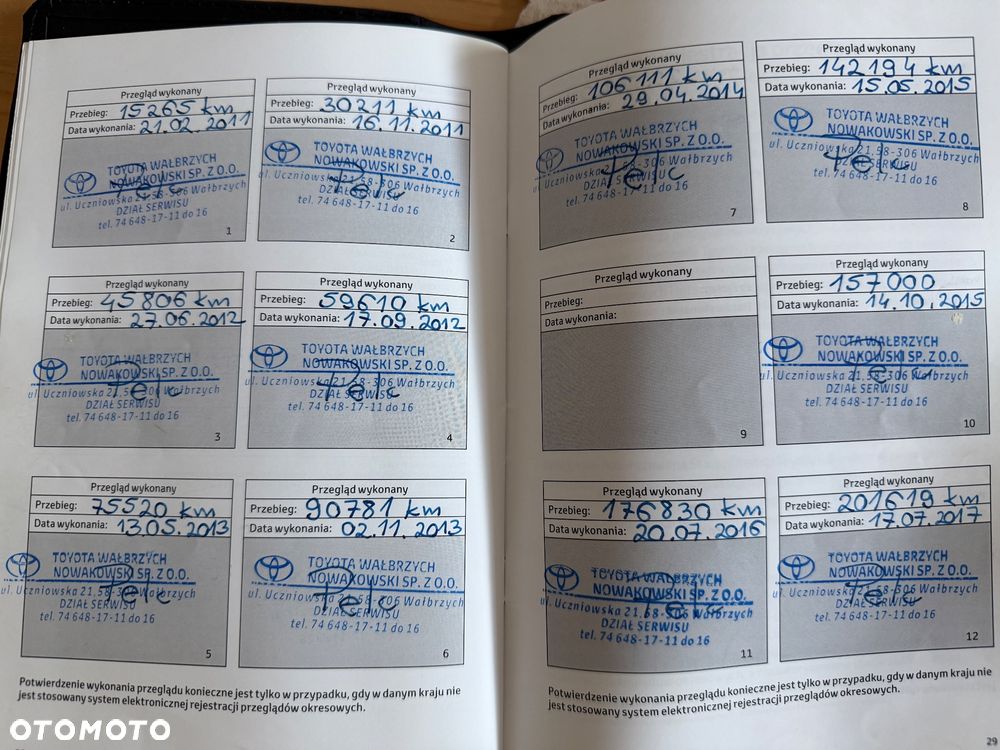 Przegląd wykonany
Przebieg: 15265 km
Data wykonania: 21.02.2011
TOYOTA WAŁBRZYCH
NOWAKOWSKI SP. Z O.O.
ul. Uczniowska 21, 58-306 Wałbrzych
DZIAŁ SERWISU
tel. 74 648-17-11 do 16
1
Przegląd wykonany
Przebieg: 30211 km
Data wykonania: 16.11.2011
TOYOTA WAŁBRZYCH
NOWAKOWSKI SP. Z O.O.
ul. Uczniowska 21, 58-306 Wałbrzych
DZIAŁ SERWISU
tel. 74 648-17-11 do 16
2
Przegląd wykonany
Przebieg: 45806 km
Data wykonania: 27.06.2012
TOYOTA WAŁBRZYCH
NOWAKOWSKI SP. Z O.O.
ul. Uczniowska 21, 58-306 Wałbrzych
DZIAŁ SERWISU
tel. 74 648-17-11 do 16
3
Przegląd wykonany
Przebieg: 59610 km
Data wykonania: 17.09.2012
TOYOTA WAŁBRZYCH
NOWAKOWSKI SP. Z O.O.
ul. Uczniowska 21, 58-306 Wałbrzych
DZIAŁ SERWISU
tel. 74 648-17-11 do 16
4
Przegląd wykonany
Przebieg: 75520 km
Data wykonania: 13.05.2013
TOYOTA WAŁBRZYCH
NOWAKOWSKI SP. Z O.O.
ul. Uczniowska 21, 58-306 Wałbrzych
DZIAŁ SERWISU
tel. 74 648-17-11 do 16
5
Przegląd wykonany
Przebieg: 90781 km
Data wykonania: 02.11.2013
TOYOTA WAŁBRZYCH
NOWAKOWSKI SP. Z O.O.
ul. Uczniowska 21, 58-306 Wałbrzych
DZIAŁ SERWISU
tel. 74 648-17-11 do 16
6
Potwierdzenie wykonania przeglądu konieczne jest tylko w przypadku, gdy w danym kraju nie
jest stosowany system elektronicznej rejestracji przeglądów okresowych.
Przegląd wykonany
Przebieg: 106111 km
Data wykonania: 29.04.2014
TOYOTA WAŁBRZYCH
NOWAKOWSKI SP. Z O.O.
ul. Uczniowska 21, 58-306 Wałbrzych
DZIAŁ SERWISU
tel. 74 648-17-11 do 16
7
Przegląd wykonany
Przebieg: 142194 km
Data wykonania: 15.05.2015
TOYOTA WAŁBRZYCH
NOWAKOWSKI SP. Z O.O.
ul. Uczniowska 21, 58-306 Wałbrzych
DZIAŁ SERWISU
tel. 74 648-17-11 do 16
8
Przegląd wykonany
Przebieg:
Data wykonania:
9
Przegląd wykonany
Przebieg: 157000
Data wykonania: 14.10.2015
TOYOTA WAŁBRZYCH
NOWAKOWSKI SP. Z O.O.
ul. Uczniowska 21, 58-306 Wałbrzych
DZIAŁ SERWISU
tel. 74 648-17-11 do 16
10
Przegląd wykonany
Przebieg: 176830 km
Data wykonania: 20.07.2016
TOYOTA WAŁBRZYCH
NOWAKOWSKI SP. Z O.O.
ul. Uczniowska 21, 58-306 Wałbrzych
DZIAŁ SERWISU
tel. 74 648-17-11 do 16
11
Przegląd wykonany
Przebieg: 201619 km
Data wykonania: 17.07.2017
TOYOTA WAŁBRZYCH
NOWAKOWSKI SP. Z O.O.
ul. Uczniowska 21, 58-306 Wałbrzych
DZIAŁ SERWISU
tel. 74 648-17-11 do 16
12
Potwierdzenie wykonania przeglądu konieczne jest tylko w przypadku, gdy w danym kraju nie
jest stosowany system elektronicznej rejestracji przeglądów okresowych.
29
OTOMOTO